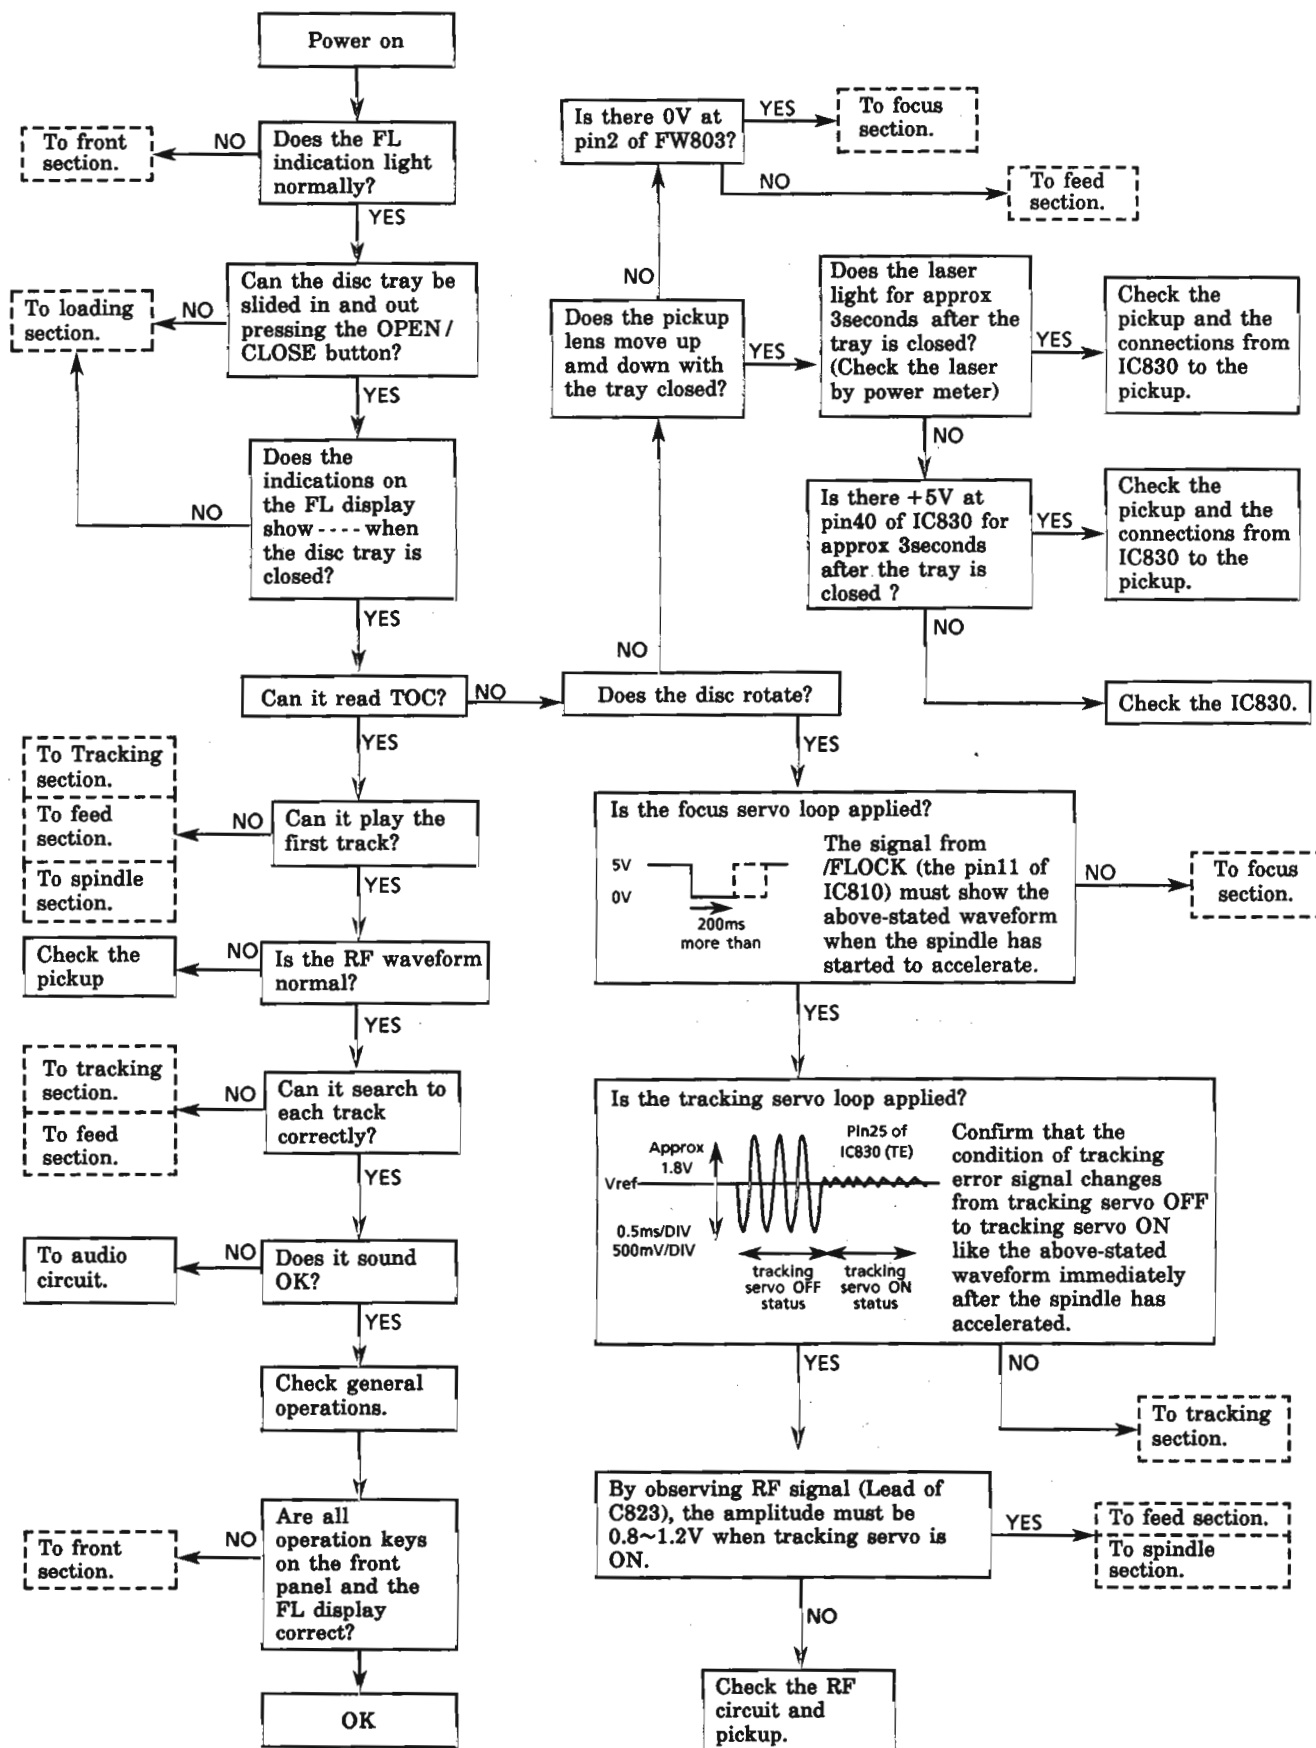 Power on
Does the FL
indication light
normally?
NO
To front
section.
YES
Can the disc tray be
slided in and out
pressing the OPEN/
CLOSE button?
NO
To loading
section.
YES
Does the
indications on
the FL display
show ---- when
the disc tray is
closed?
NO
YES
Can it read TOC?
NO
YES
To Tracking
section.
To feed
section.
To spindle
section.
NO
Can it play the
first track?
YES
Check the
pickup
NO
Is the RF waveform
normal?
YES
To tracking
section.
To feed
section.
NO
Can it search to
each track
correctly?
YES
To audio
circuit.
NO
Does it sound
OK?
YES
Check general
operations.
Are all
operation keys
on the front
panel and the
FL display
correct?
NO
To front
section.
OK
Is there 0V at
pin2 of FW803?
YES
To focus
section.
NO
To feed
section.
NO
Does the pickup
lens move up
amd down with
the tray closed?
YES
Does the laser
light for approx
3seconds after the
tray is closed?
(Check the laser
by power meter)
YES
Check the
pickup and the
connections from
IC830 to the
pickup.
NO
Is there +5V at
pin40 of IC830 for
approx 3seconds
after the tray is
closed ?
YES
Check the
pickup and the
connections from
IC830 to the
pickup.
NO
Check the IC830.
NO
Does the disc rotate?
YES
Is the focus servo loop applied?
5V
0V
200ms
more than
The signal from
/FLOCK (the pin11 of
IC810) must show the
above-stated waveform
when the spindle has
started to accelerate.
NO
To focus
section.
YES
Is the tracking servo loop applied?
Approx
1.8V
Vref
0.5ms/DIV
500mV/DIV
PIn25 of
IC830 (TE)
tracking
servo OFF
status
tracking
servo ON
status
Confirm that the
condition of tracking
error signal changes
from tracking servo OFF
to tracking servo ON
like the above-stated
waveform immediately
after the spindle has
accelerated.
YES
NO
To tracking
section.
By observing RF signal (Lead of
C823), the amplitude must be
0.8~1.2V when tracking servo is
ON.
YES
To feed section.
To spindle
section.
NO
Check the RF
circuit and
pickup.